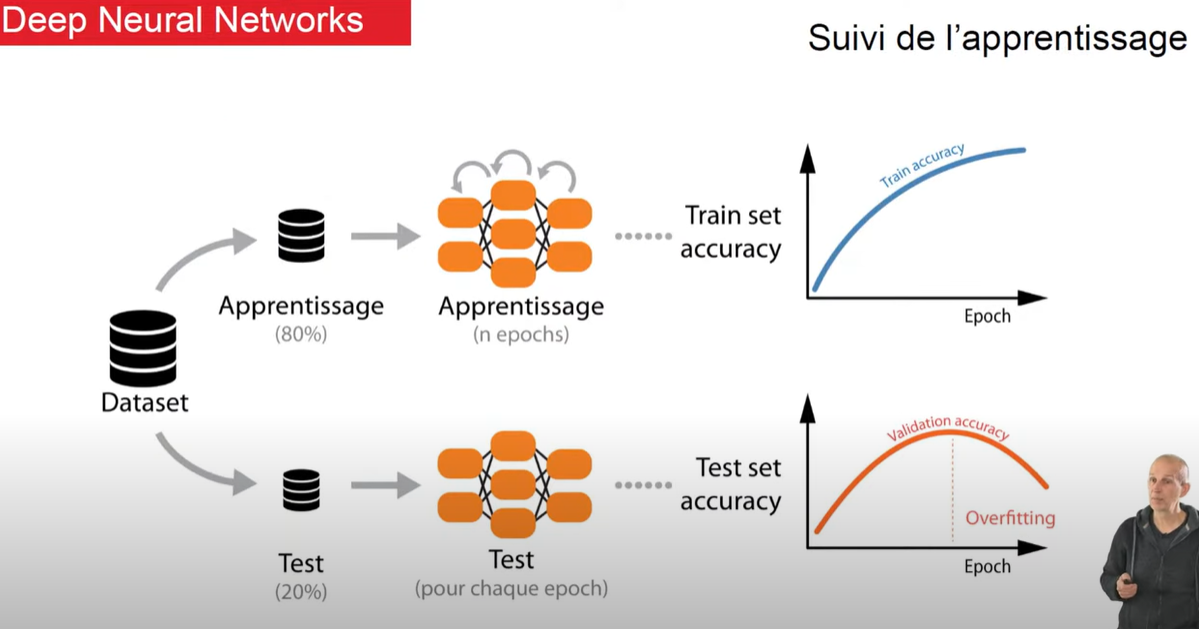 Deep Neural Networks
Suivi de l'apprentissage
Train accuracy
Train set
accuracy
Epoch
Apprentissage
(80%)
Apprentissage
(n epochs)
Dataset
Validation accuracy
Test set
accuracy
Overfitting
Epoch
Test
(20%)
Test
(pour chaque epoch)